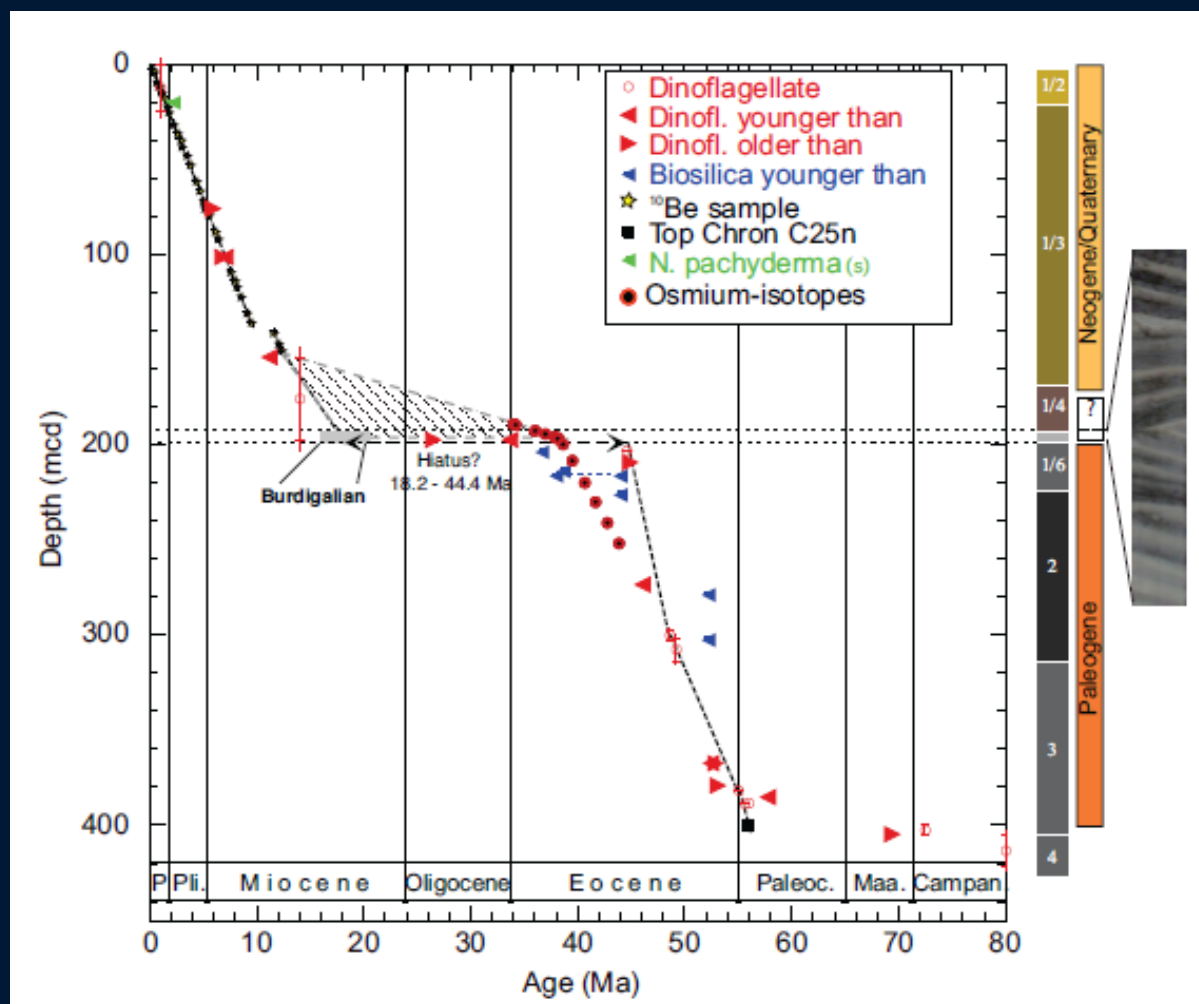 0
100
200
300
400
Depth (mcd)
Dinoflagellate
Dinofl. younger than
Dinofl. older than
Biosilica younger than
¹⁰Be sample
Top Chron C25n
N. pachyderma (s)
Osmium-isotopes
Hiatus?
18.2 - 44.4 Ma
Burdigalian
P Pli. Miocene Oligocene Eocene Paleoc. Maa. Campan.
0 10 20 30 40 50 60 70 80
Age (Ma)
1/2
1/3
1/4
1/6
2
3
4
Neogene/Quaternary
?
Paleogene